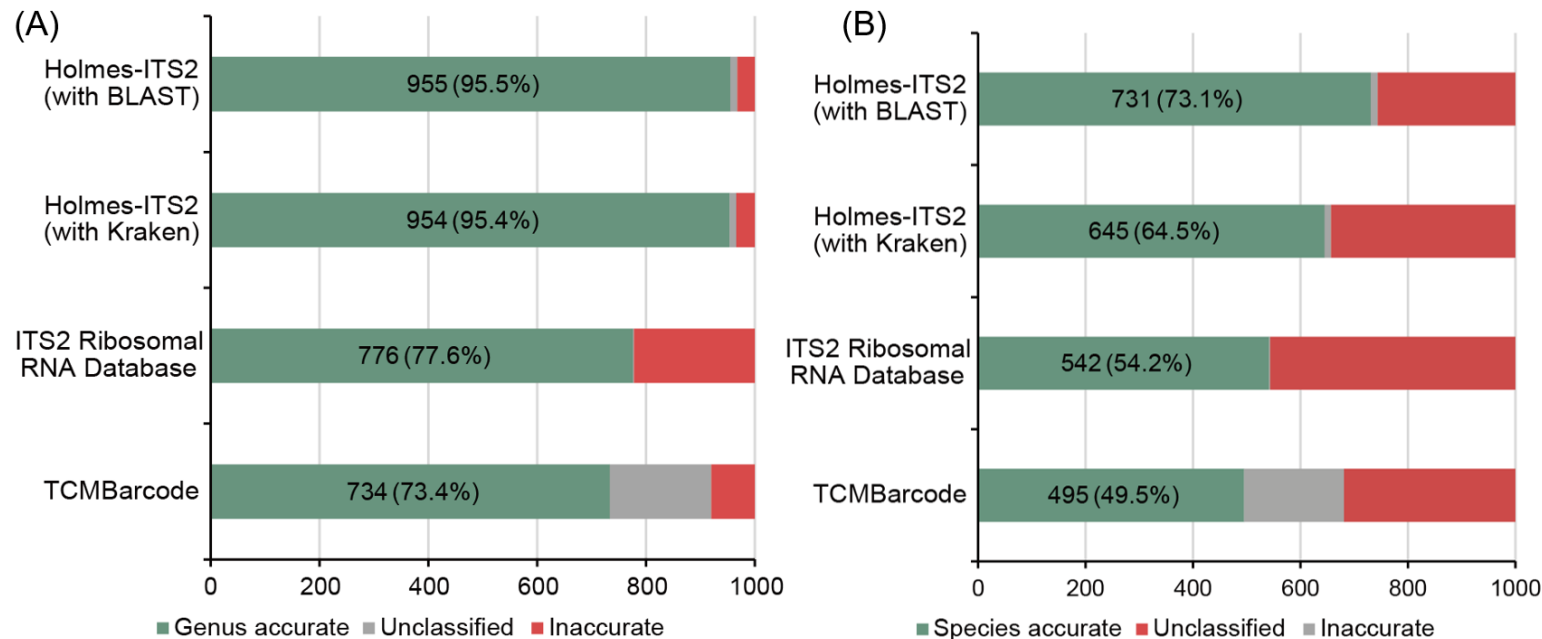 (A)
Holmes-ITS2
(with BLAST)
955 (95.5%)
Holmes-ITS2
(with Kraken)
954 (95.4%)
ITS2 Ribosomal
RNA Database
776 (77.6%)
TCMBarcode
734 (73.4%)
0 200 400 600 800 1000
Genus accurate Unclassified Inaccurate
(B)
Holmes-ITS2
(with BLAST)
731 (73.1%)
Holmes-ITS2
(with Kraken)
645 (64.5%)
ITS2 Ribosomal
RNA Database
542 (54.2%)
TCMBarcode
495 (49.5%)
0 200 400 600 800 1000
Species accurate Unclassified Inaccurate